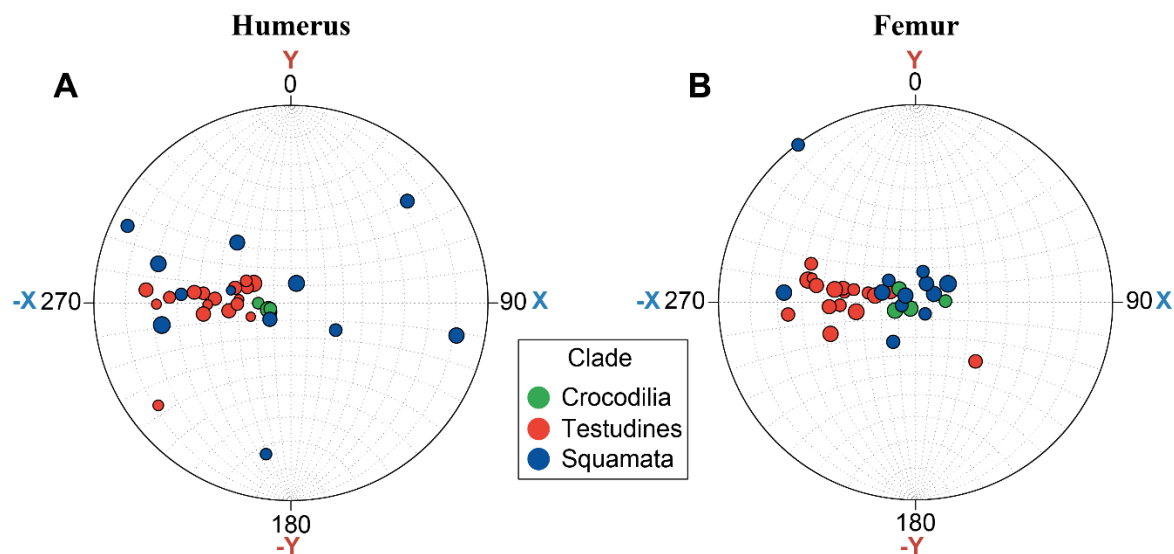 Humerus
Femur
A
Y
0
-X 270
90 X
180
-Y
B
Y
0
-X 270
90 X
180
-Y
Clade
Crocodilia
Testudines
Squamata